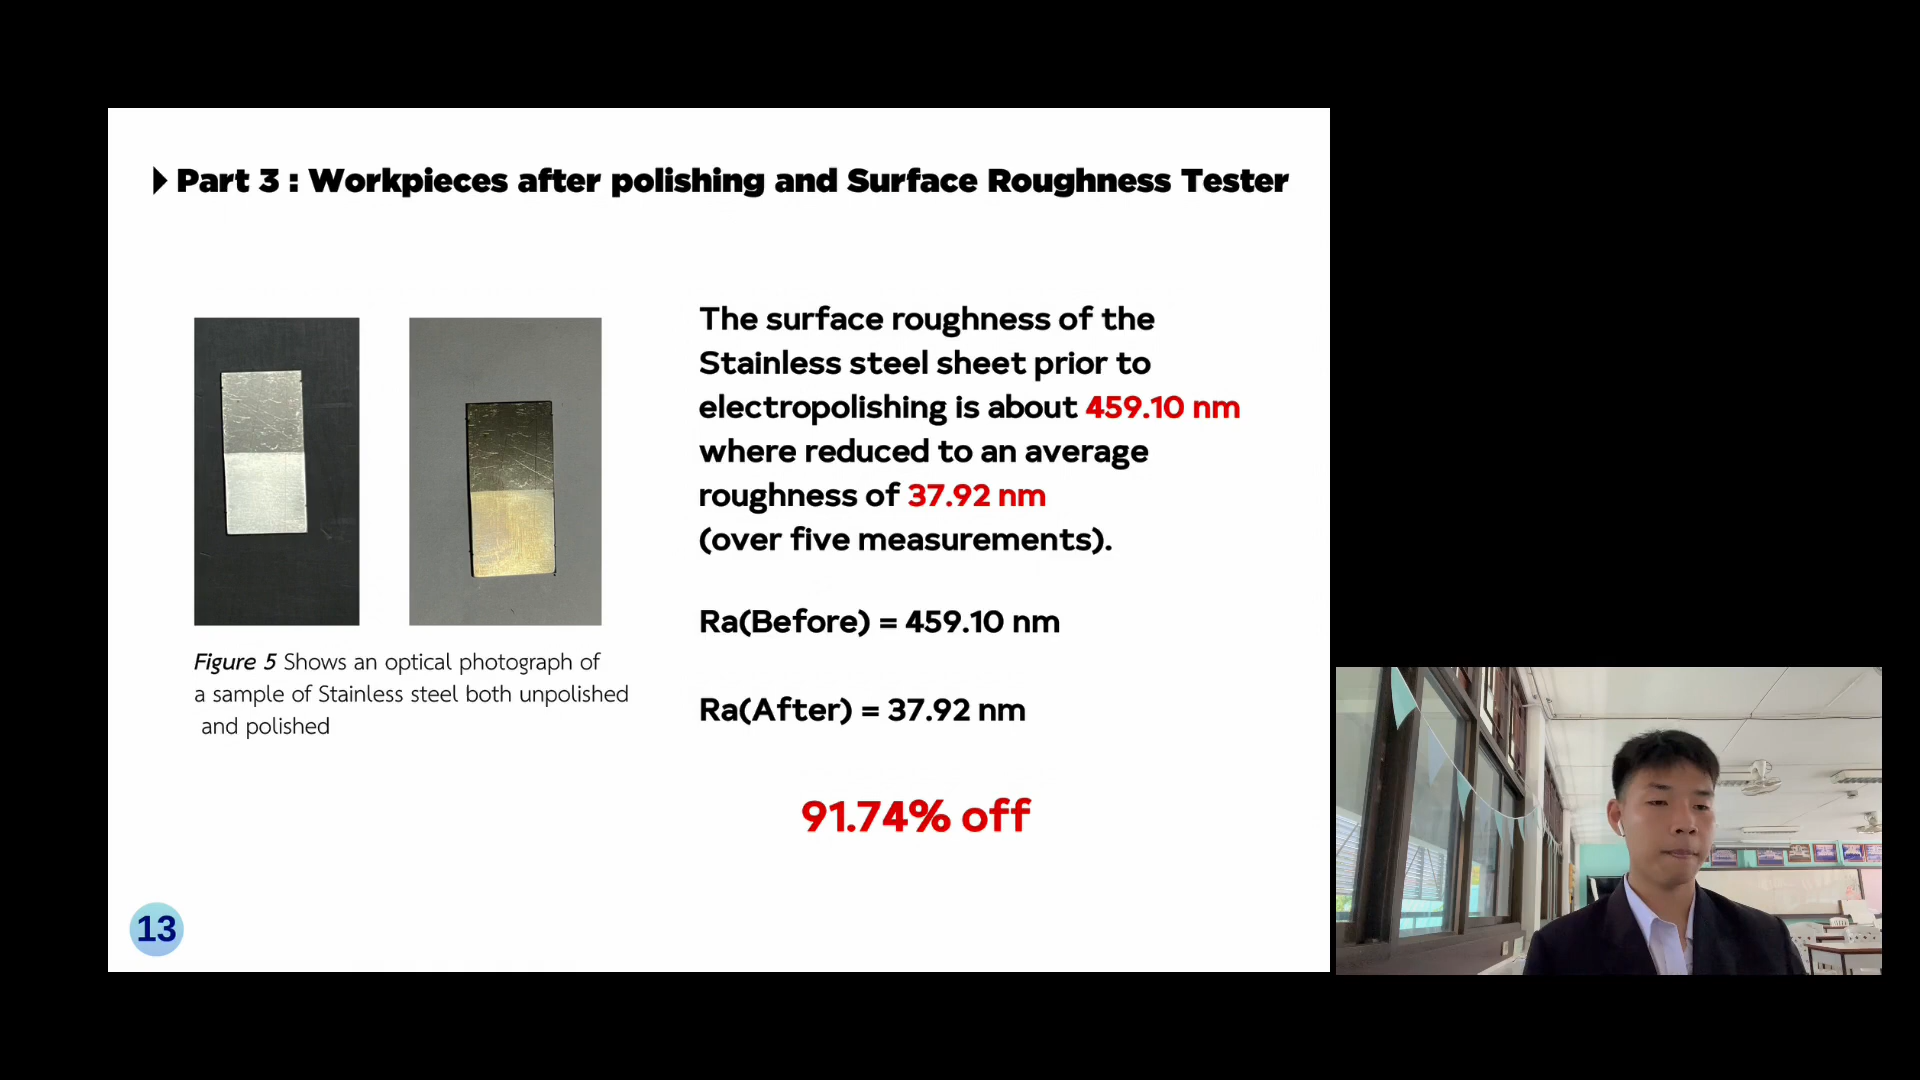 Part 3 : Workpieces after polishing and Surface Roughness Tester
The surface roughness of the
Stainless steel sheet prior to
electropolishing is about 459.10 nm
where reduced to an average
roughness of 37.92 nm
(over five measurements).
Ra(Before) = 459.10 nm
Ra(After) = 37.92 nm
91.74% off
Figure 5 Shows an optical photograph of
a sample of Stainless steel both unpolished
and polished
13